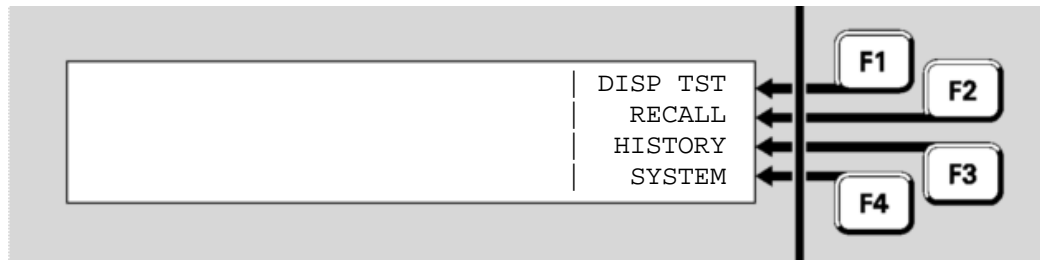 DISP TST
RECALL
HISTORY
SYSTEM
F1
F2
F3
F4